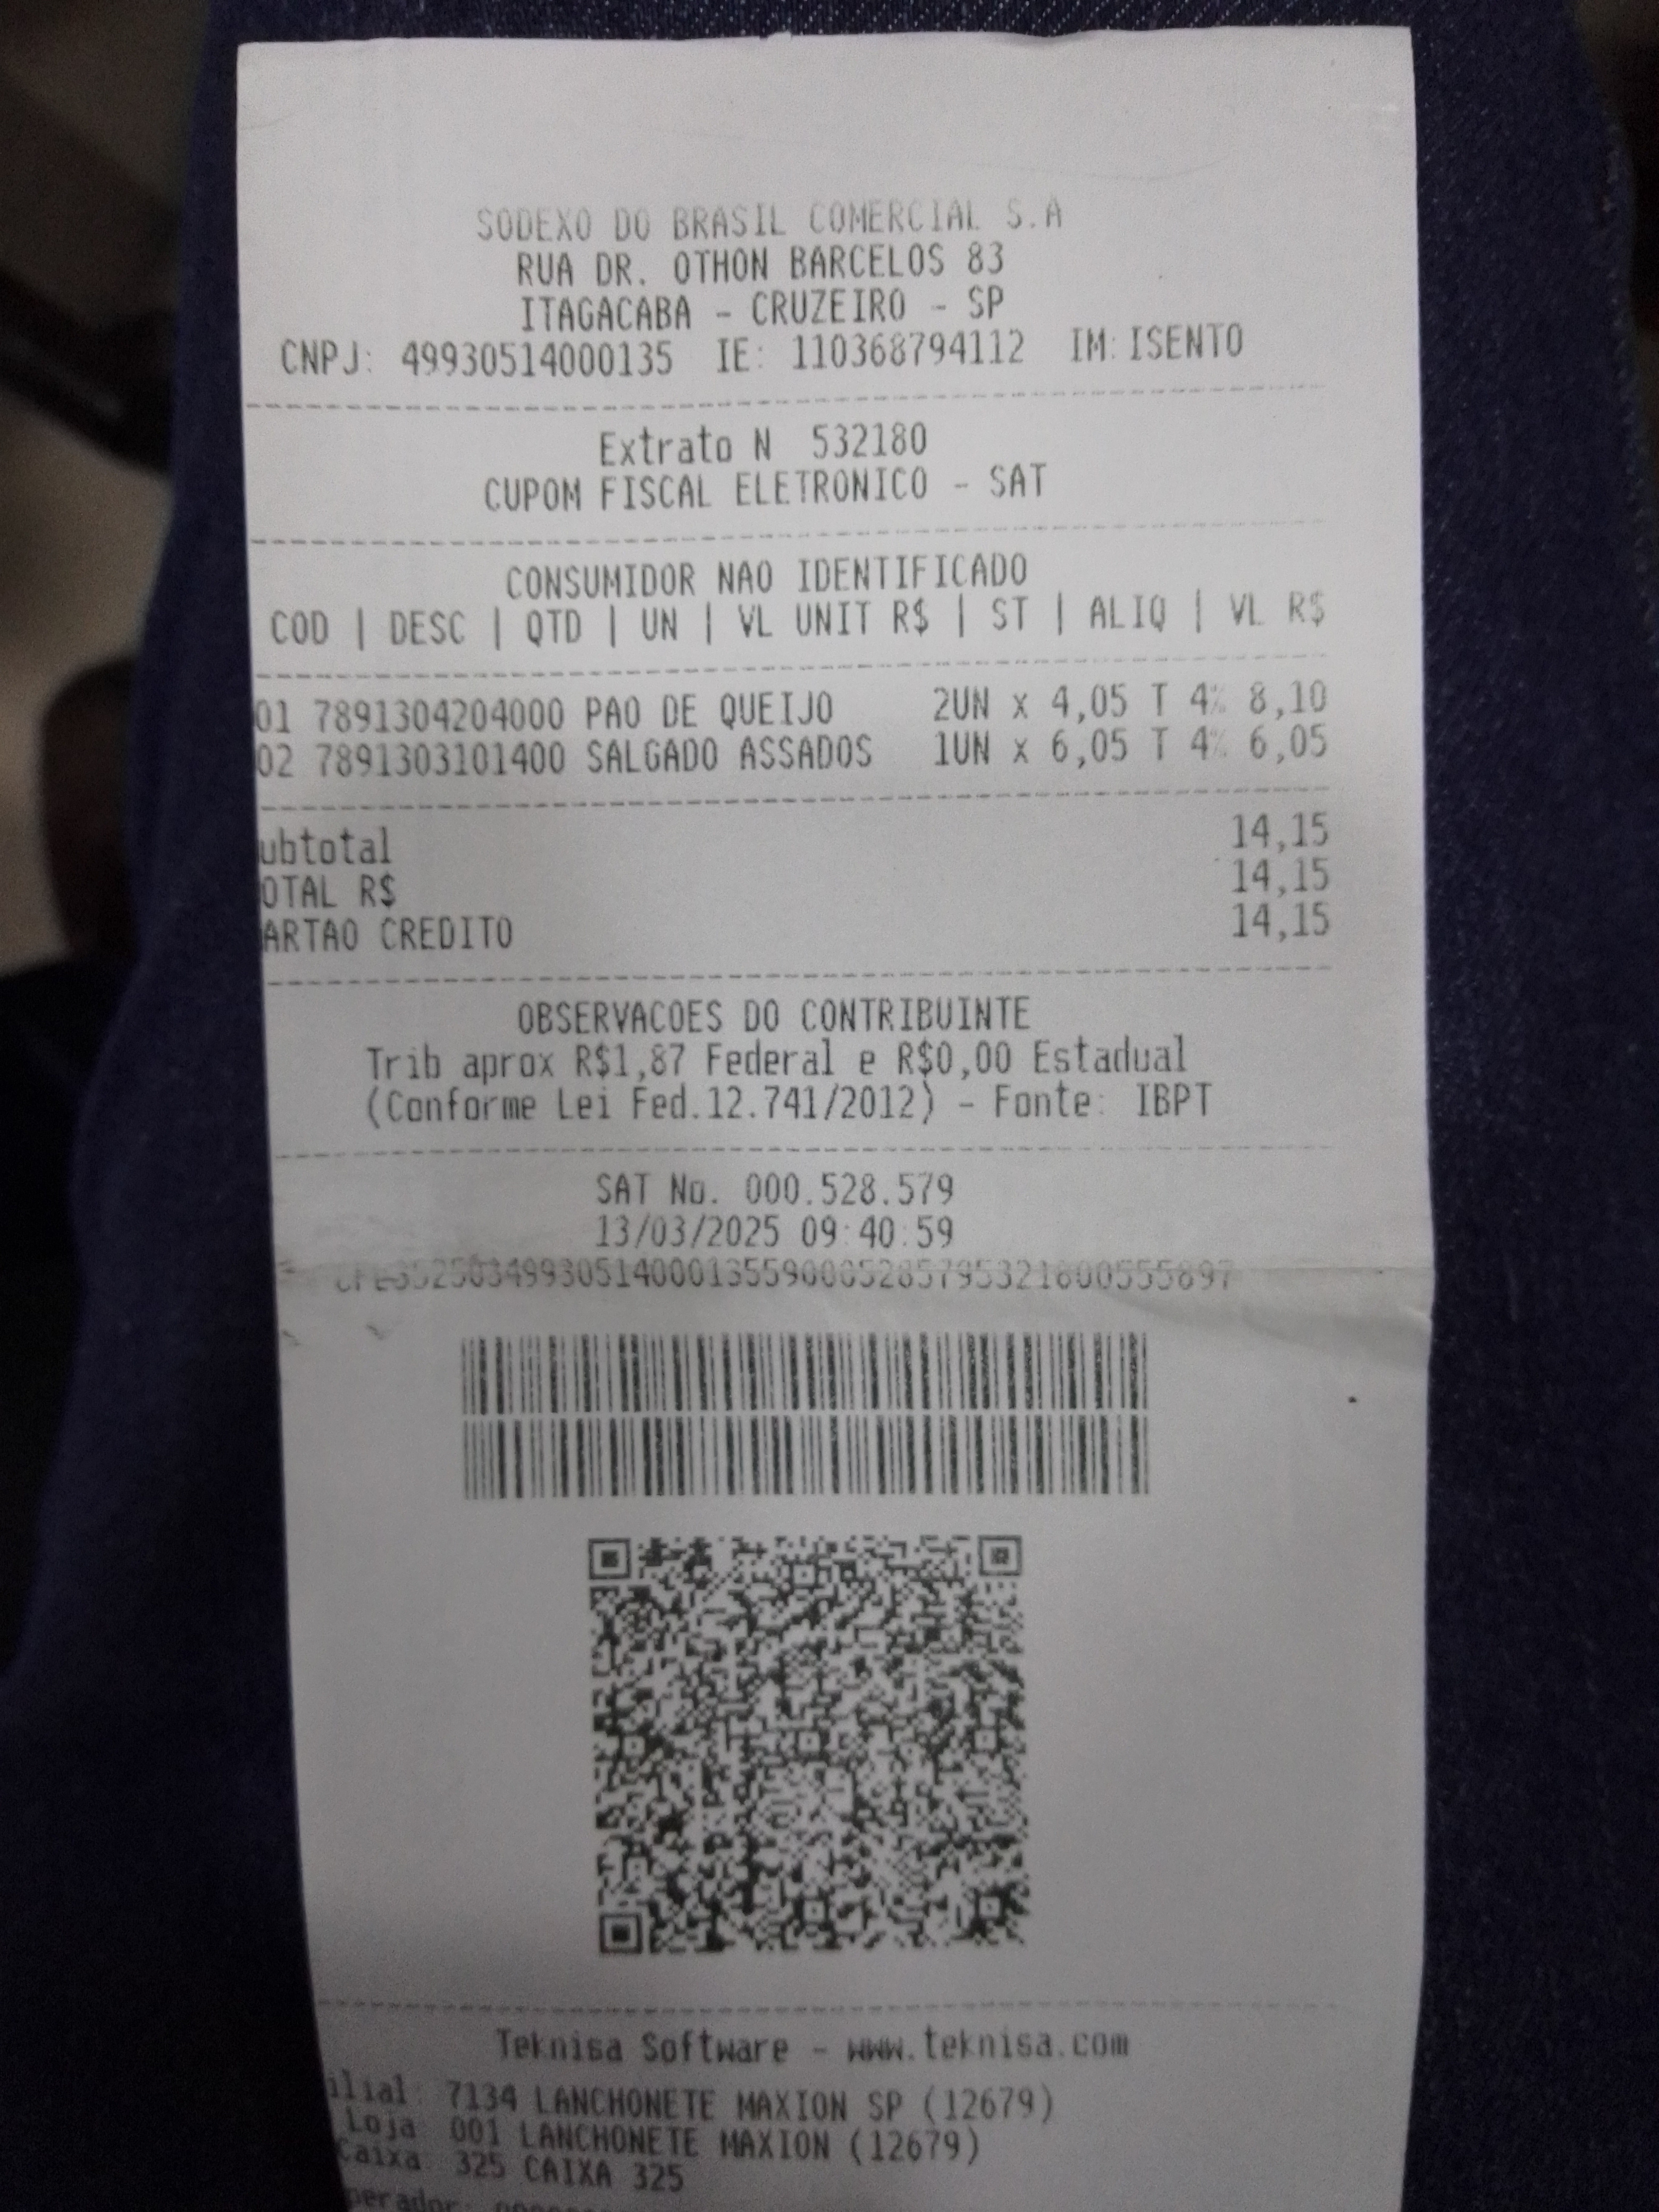 SODEXO DO BRASIL COMERCIAL S.A
RUA DR. OTHON BARCELOS 83
ITAGACABA - CRUZEIRO - SP
CNPJ: 49930514000135 IE: 110368794112 IM: ISENTO
Extrato N 532180
CUPOM FISCAL ELETRONICO - SAT
CONSUMIDOR NAO IDENTIFICADO
COD | DESC | QTD | UN | VL UNIT R$ | ST | ALIQ | VL R$
01 7891304204000 PAO DE QUEIJO 2UN x 4,05 T 4% 8,10
02 7891303101400 SALGADO ASSADOS 1UN x 6,05 T 4% 6,05
ubtotal 14,15
OTAL R$ 14,15
ARTAO CREDITO 14,15
OBSERVACOES DO CONTRIBUINTE
Trib aprox R$1,87 Federal e R$0,00 Estadual
(Conforme Lei Fed.12.741/2012) - Fonte: IBPT
SAT No. 000.528.579
13/03/2025 09:40:59
Teknisa Software - www.teknisa.com
ilial: 7134 LANCHONETE MAXION SP (12679)
Loja: 001 LANCHONETE MAXION (12679)
Caixa: 325 CAIXA 325